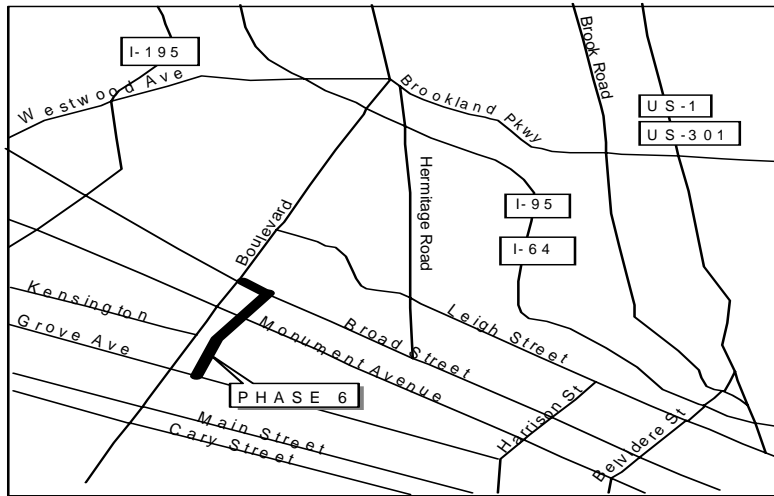 I-195
Westwood Ave
Brookland Pkwy
Brook Road
US-1
US-301
Hermitage Road
I-95
I-64
Boulevard
Kensington
Grove Ave
Monument Avenue
Broad Street
Leigh Street
PHASE 6
Main Street
Cary Street
Harrison St
Belvidere St